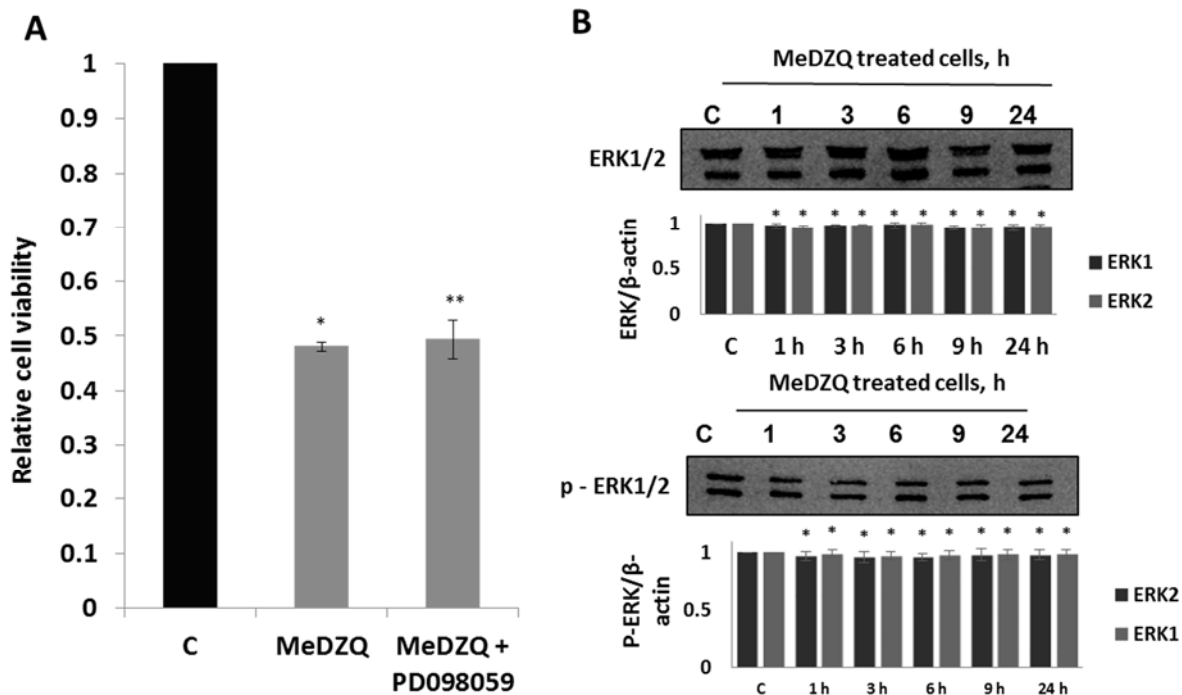 A
1
0.9
0.8
0.7
0.6
0.5
0.4
0.3
0.2
0.1
0
Relative cell viability
*
**
C
MeDZQ
MeDZQ +
PD098059
B
MeDZQ treated cells, h
C 1 3 6 9 24
ERK1/2
* * * * * * * * * *
1
0.5
0
ERK/β-actin
ERK1
ERK2
C 1 h 3 h 6 h 9 h 24 h
MeDZQ treated cells, h
C 1 3 6 9 24
p - ERK1/2
* * * * * * * * * *
1
0.5
0
P-ERK/β-
actin
ERK2
ERK1
C 1 h 3 h 6 h 9 h 24 h